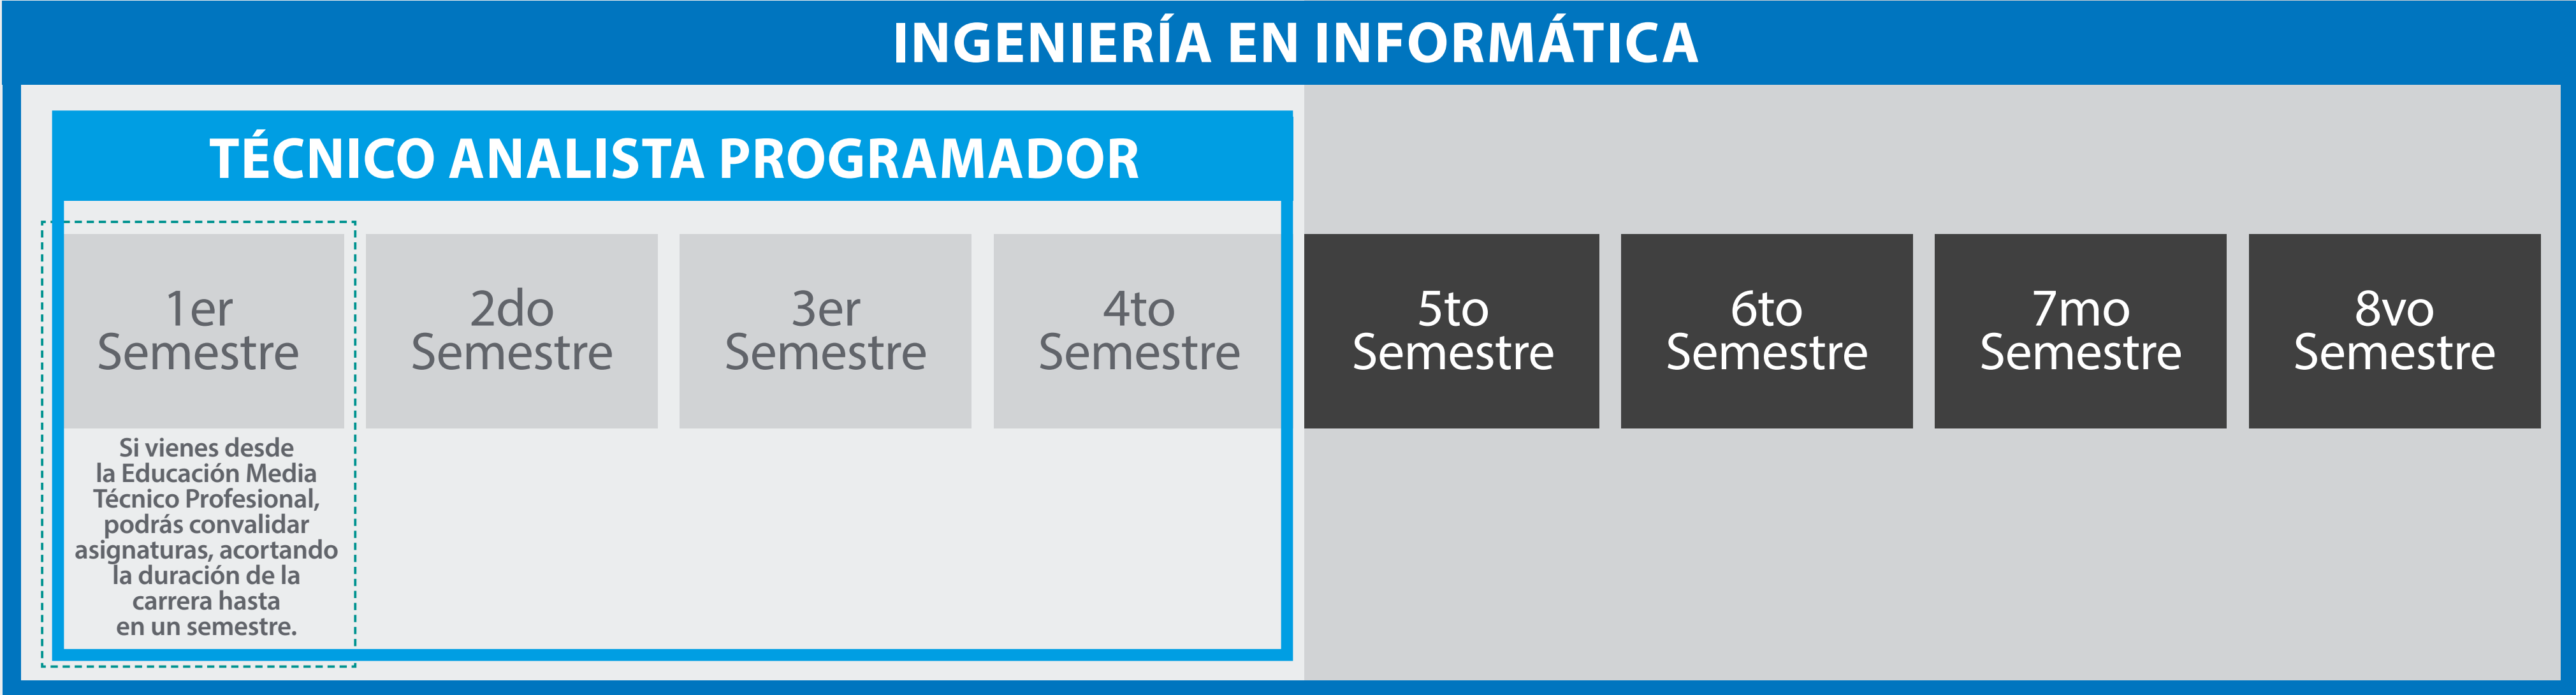 INGENIERÍA EN INFORMÁTICA
TÉCNICO ANALISTA PROGRAMADOR
1er
Semestre
2do
Semestre
3er
Semestre
4to
Semestre
5to
Semestre
6to
Semestre
7mo
Semestre
8vo
Semestre
Si vienes desde
la Educación Media
Técnico Profesional,
podrás convalidar
asignaturas, acortando
la duración de la
carrera hasta
en un semestre.